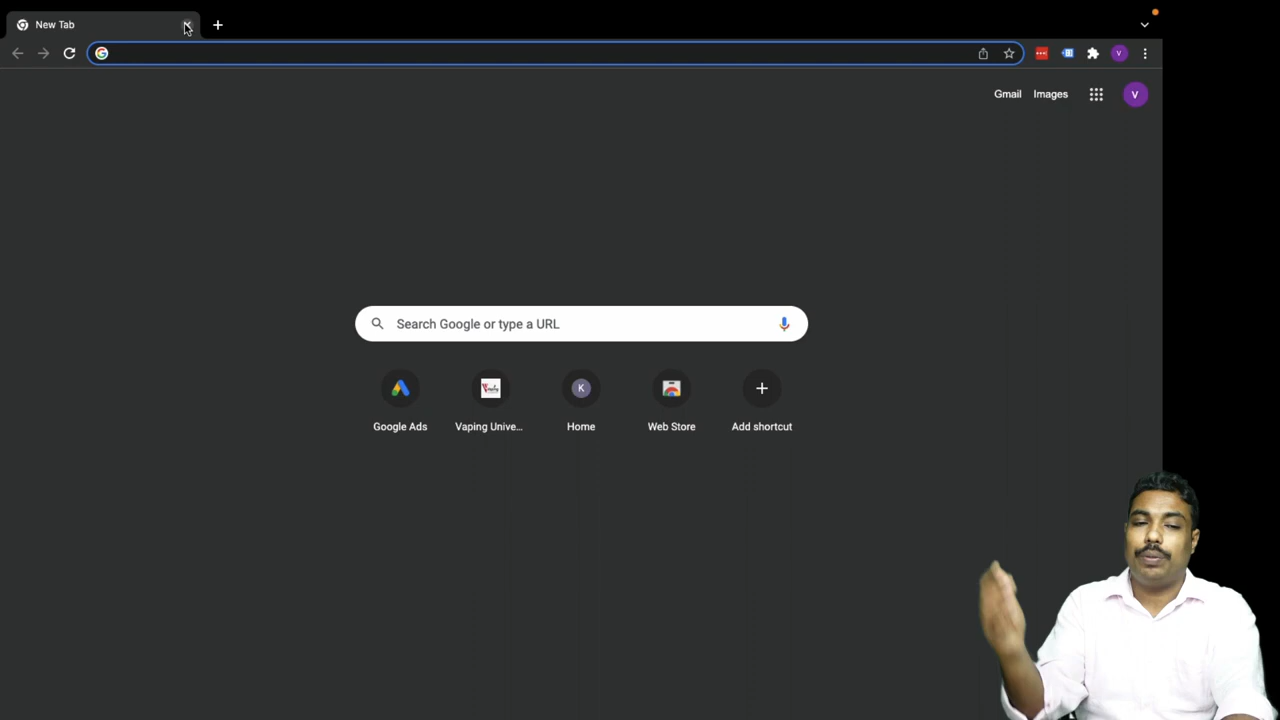 New Tab
V
Gmail Images
V
Search Google or type a URL
K
Google Ads Vaping Unive... Home Web Store Add shortcut